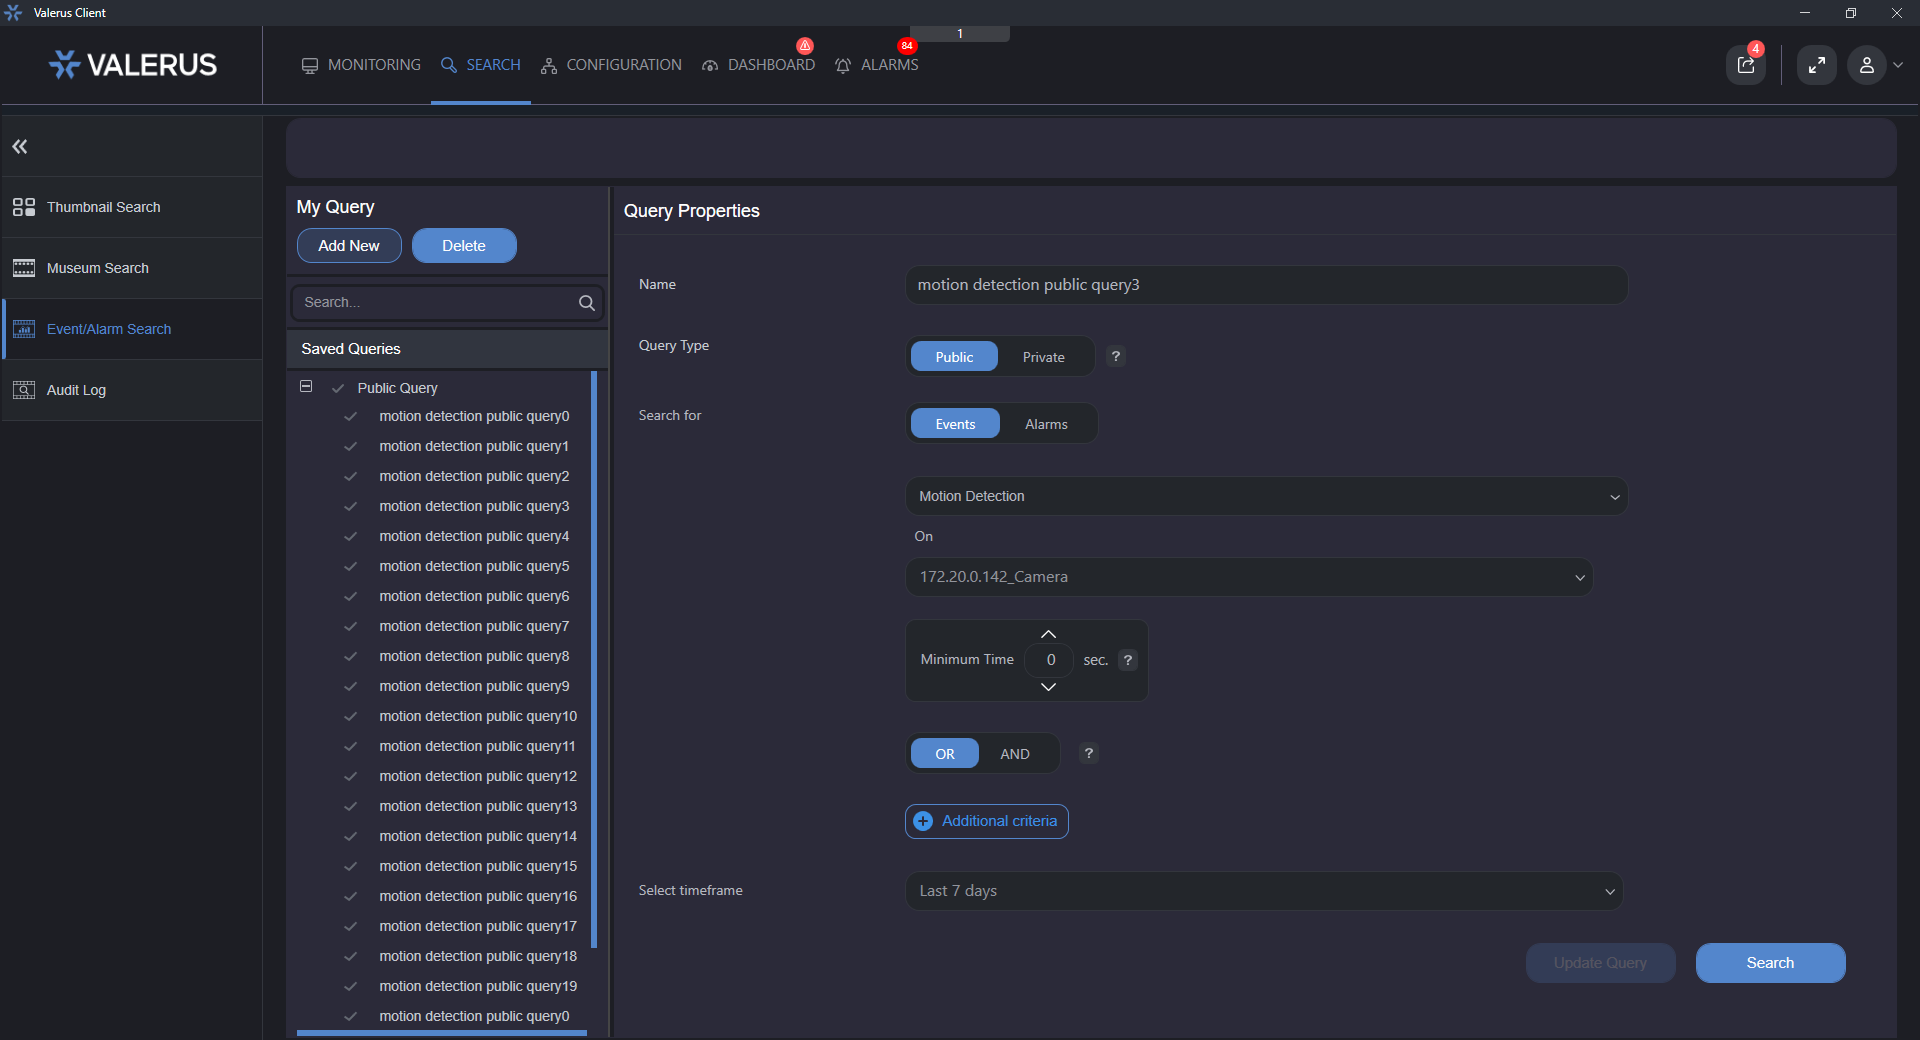 Valerus Client
1
VALERUS
MONITORING
SEARCH
CONFIGURATION
DASHBOARD
84
ALARMS
4
Thumbnail Search
Museum Search
Event/Alarm Search
Audit Log
My Query
Add New
Delete
Search...
Saved Queries
Public Query
motion detection public query0
motion detection public query1
motion detection public query2
motion detection public query3
motion detection public query4
motion detection public query5
motion detection public query6
motion detection public query7
motion detection public query8
motion detection public query9
motion detection public query10
motion detection public query11
motion detection public query12
motion detection public query13
motion detection public query14
motion detection public query15
motion detection public query16
motion detection public query17
motion detection public query18
motion detection public query19
motion detection public query0
Query Properties
Name
motion detection public query3
Query Type
Public
Private
?
Search for
Events
Alarms
Motion Detection
On
172.20.0.142_Camera
Minimum Time 0 sec. ?
OR
AND
?
Additional criteria
Select timeframe
Last 7 days
Update Query
Search